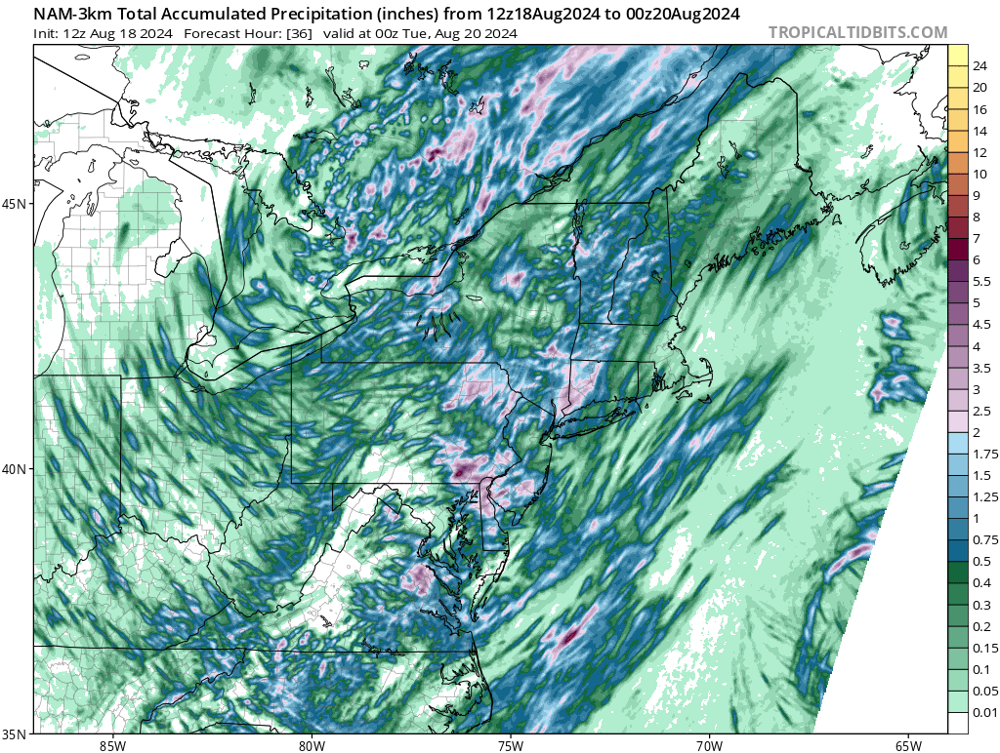 NAM-3km Total Accumulated Precipitation (inches) from 12z18Aug2024 to 00z20Aug2024
Init: 12z Aug 18 2024 Forecast Hour: [36] valid at 00z Tue, Aug 20 2024
TROPICALTIDBITS.COM
24
20
16
14
12
10
9
8
7
6
5.5
5
4.5
4
3.5
3
2.5
2
1.75
1.5
1.25
1
0.75
0.5
0.4
0.3
0.2
0.15
0.1
0.05
0.01
45N
40N
35N
85W
80W
75W
70W
65W